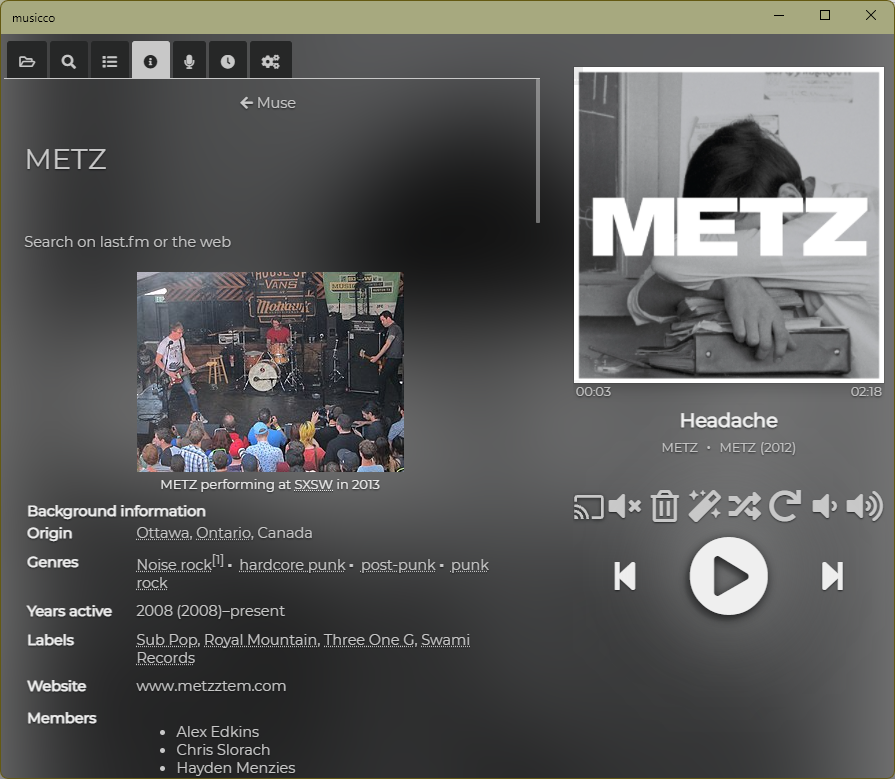 musicco
Muse
METZ
Search on last.fm or the web
HOUSE OF
VANS
Mohawk
METZ performing at SXSW in 2013
Background information
Origin Ottawa, Ontario, Canada
Genres Noise rock[1] · hardcore punk · post-punk · punk
rock
Years active 2008 (2008)–present
Labels Sub Pop, Royal Mountain, Three One G, Swami
Records
Website www.metzztem.com
Members
• Alex Edkins
• Chris Slorach
• Hayden Menzies
METZ
00:03 02:18
Headache
METZ · METZ (2012)